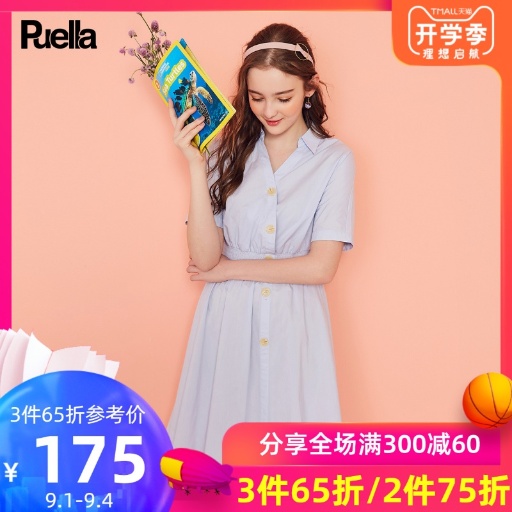 Puella
TMALL天猫
开学季
理想启航
Sea Turtles
3件65折参考价
¥ 175
9.1-9.4
分享全场满300减60
3件65折/2件75折